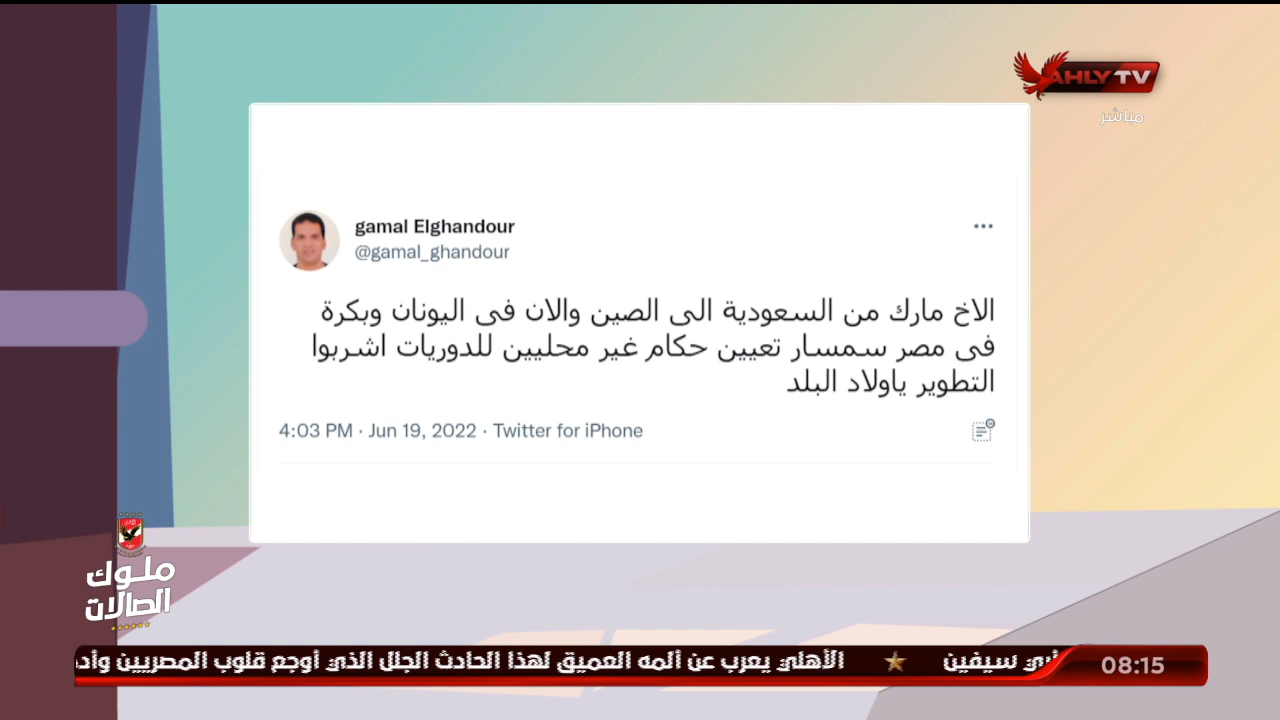 AHLY TV
مباشر
gamal Elghandour
@gamal_ghandour
الاخ مارك من السعودية الى الصين والان فى اليونان وبكرة
فى مصر سمسار تعيين حكام غير محليين للدوريات اشربوا
التطوير ياولاد البلد
4:03 PM · Jun 19, 2022 · Twitter for iPhone
ملوك
الصالات
08:15
سيفين ★ الأهلي يعرب عن ألمه العميق لهذا الحادث الجلل الذي أوجع قلوب المصريين